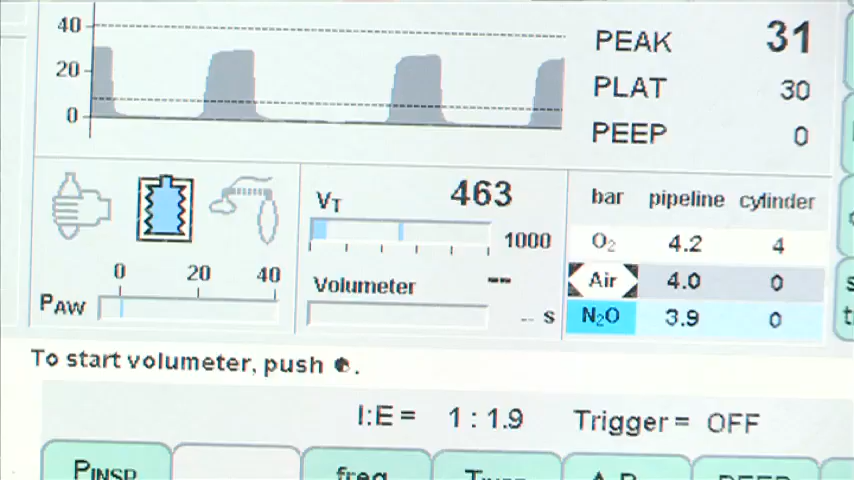 40
20
0
PEAK 31
PLAT 30
PEEP 0
VT 463
1000
Volumeter --
-- s
0 20 40
PAW
bar pipeline cylinder
O2 4.2 4
Air 4.0 0
N2O 3.9 0
To start volumeter, push .
I:E = 1 : 1.9 Trigger = OFF
PINSP freq